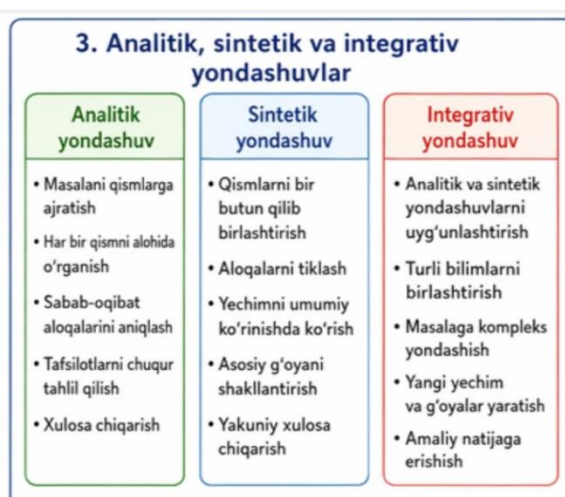 3. Analitik, sintetik va integrativ
yondashuvlar
Analitik
yondashuv
• Masalani qismlarga
ajratish
• Har bir qismni alohida
o‘rganish
• Sabab-oqibat
aloqalarini aniqlash
• Tafsilotlarni chuqur
tahlil qilish
• Xulosa chiqarish
Sintetik
yondashuv
• Qismlarni bir
butun qilib
birlashtirish
• Aloqalarni tiklash
• Yechimni umumiy
ko‘rinishda ko‘rish
• Asosiy g‘oyani
shakllantirish
• Yakuniy xulosa
chiqarish
Integrativ
yondashuv
• Analitik va sintetik
yondashuvlarni
uyg‘unlashtirish
• Turli bilimlarni
birlashtirish
• Masalaga kompleks
yondashish
• Yangi yechim
va g‘oyalar yaratish
• Amaliy natijaga
erishish